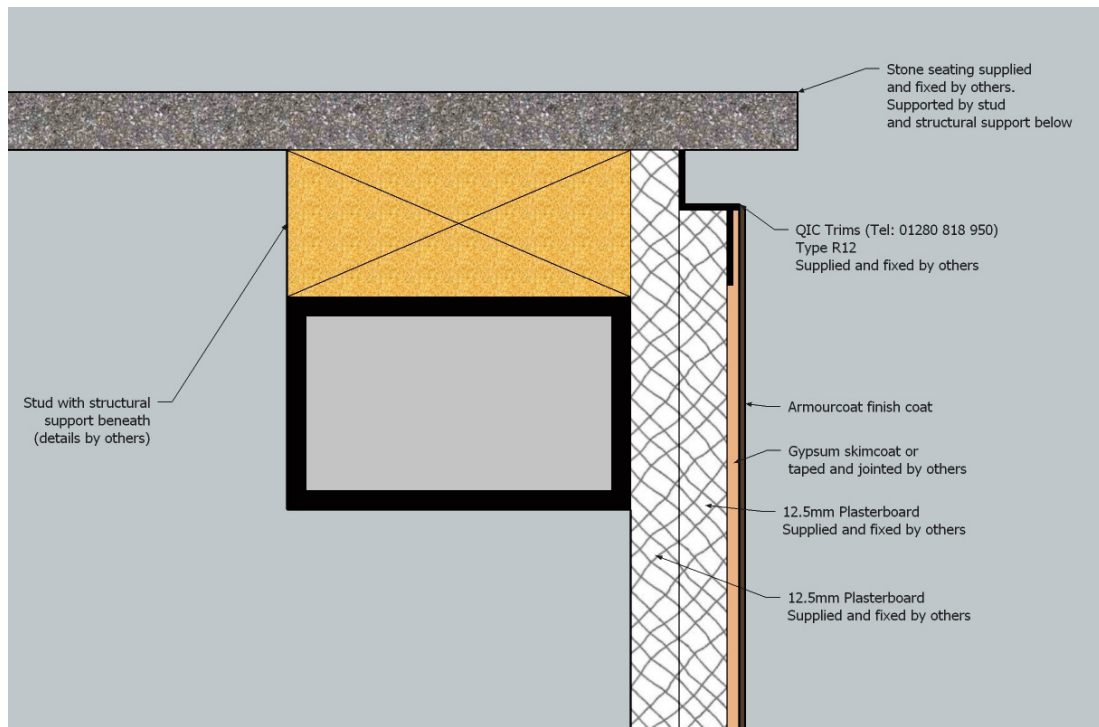 Stone seating supplied
and fixed by others.
Supported by stud
and structural support below
QIC Trims (Tel: 01280 818 950)
Type R12
Supplied and fixed by others
Stud with structural
support beneath
(details by others)
Armourcoat finish coat
Gypsum skimcoat or
taped and jointed by others
12.5mm Plasterboard
Supplied and fixed by others
12.5mm Plasterboard
Supplied and fixed by others